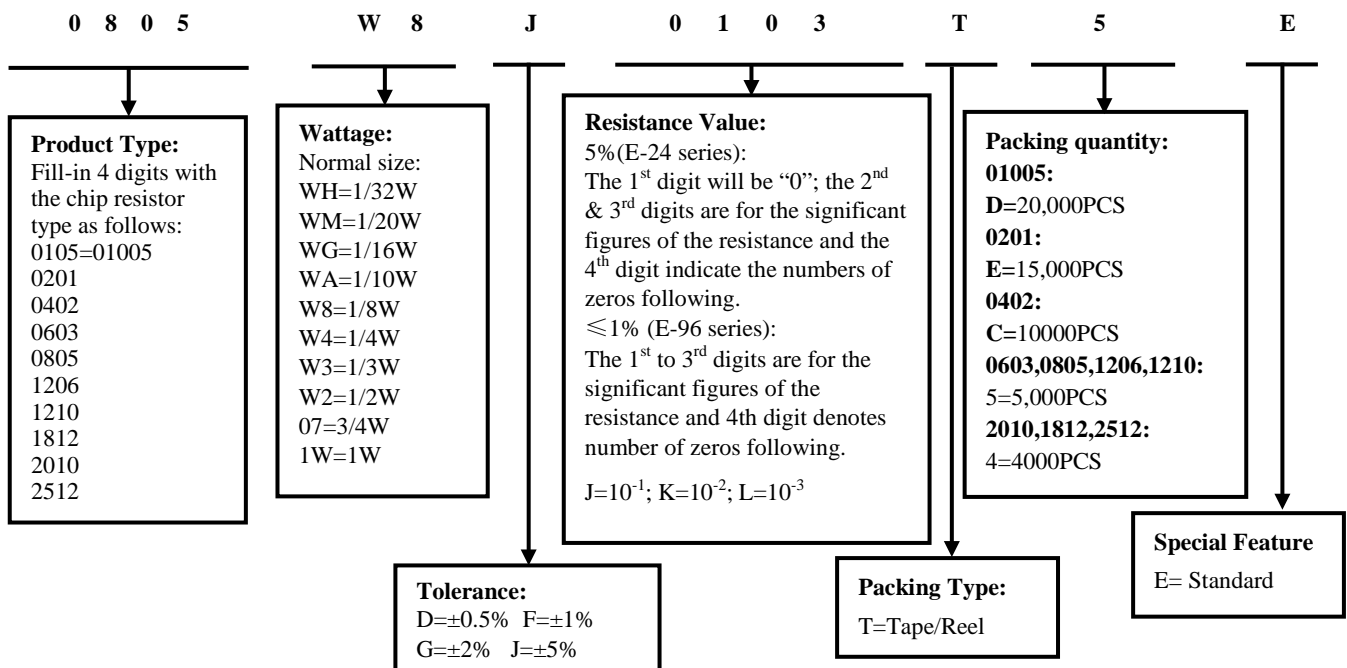 0 8 0 5 W 8 J 0 1 0 3 T 5 E
Product Type:
Fill-in 4 digits with
the chip resistor
type as follows:
0105=01005
0201
0402
0603
0805
1206
1210
1812
2010
2512
Wattage:
Normal size:
WH=1/32W
WM=1/20W
WG=1/16W
WA=1/10W
W8=1/8W
W4=1/4W
W3=1/3W
W2=1/2W
07=3/4W
1W=1W
Resistance Value:
5%(E-24 series):
The 1st digit will be “0”; the 2nd
& 3rd digits are for the significant
figures of the resistance and the
4th digit indicate the numbers of
zeros following.
≦1% (E-96 series):
The 1st to 3rd digits are for the
significant figures of the
resistance and 4th digit denotes
number of zeros following.
J=10-1; K=10-2; L=10-3
Packing quantity:
01005:
D=20,000PCS
0201:
E=15,000PCS
0402:
C=10000PCS
0603,0805,1206,1210:
5=5,000PCS
2010,1812,2512:
4=4000PCS
Tolerance:
D=±0.5% F=±1%
G=±2% J=±5%
Packing Type:
T=Tape/Reel
Special Feature
E= Standard